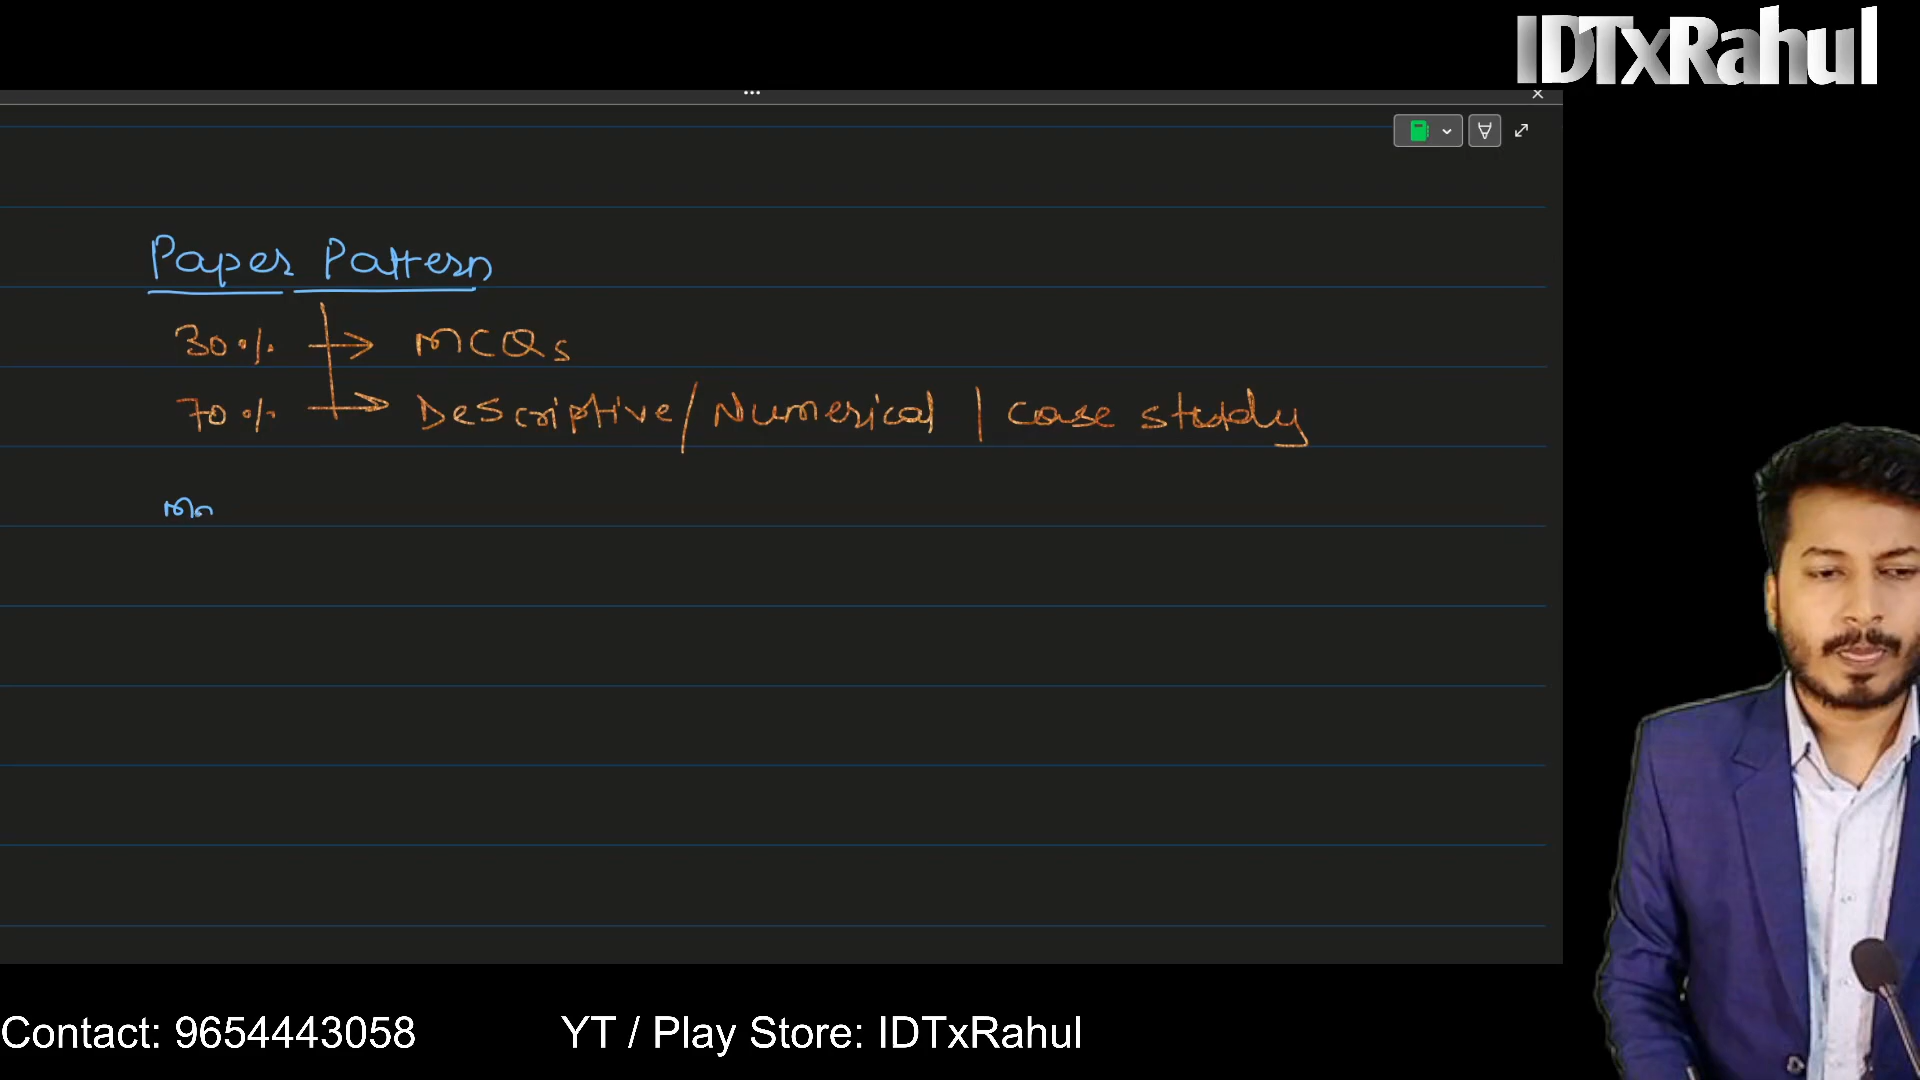 IDTxRahul
Paper Pattern
30% → MCQs
70% → Descriptive/Numerical | Case study
Contact: 9654443058 YT / Play Store: IDTxRahul